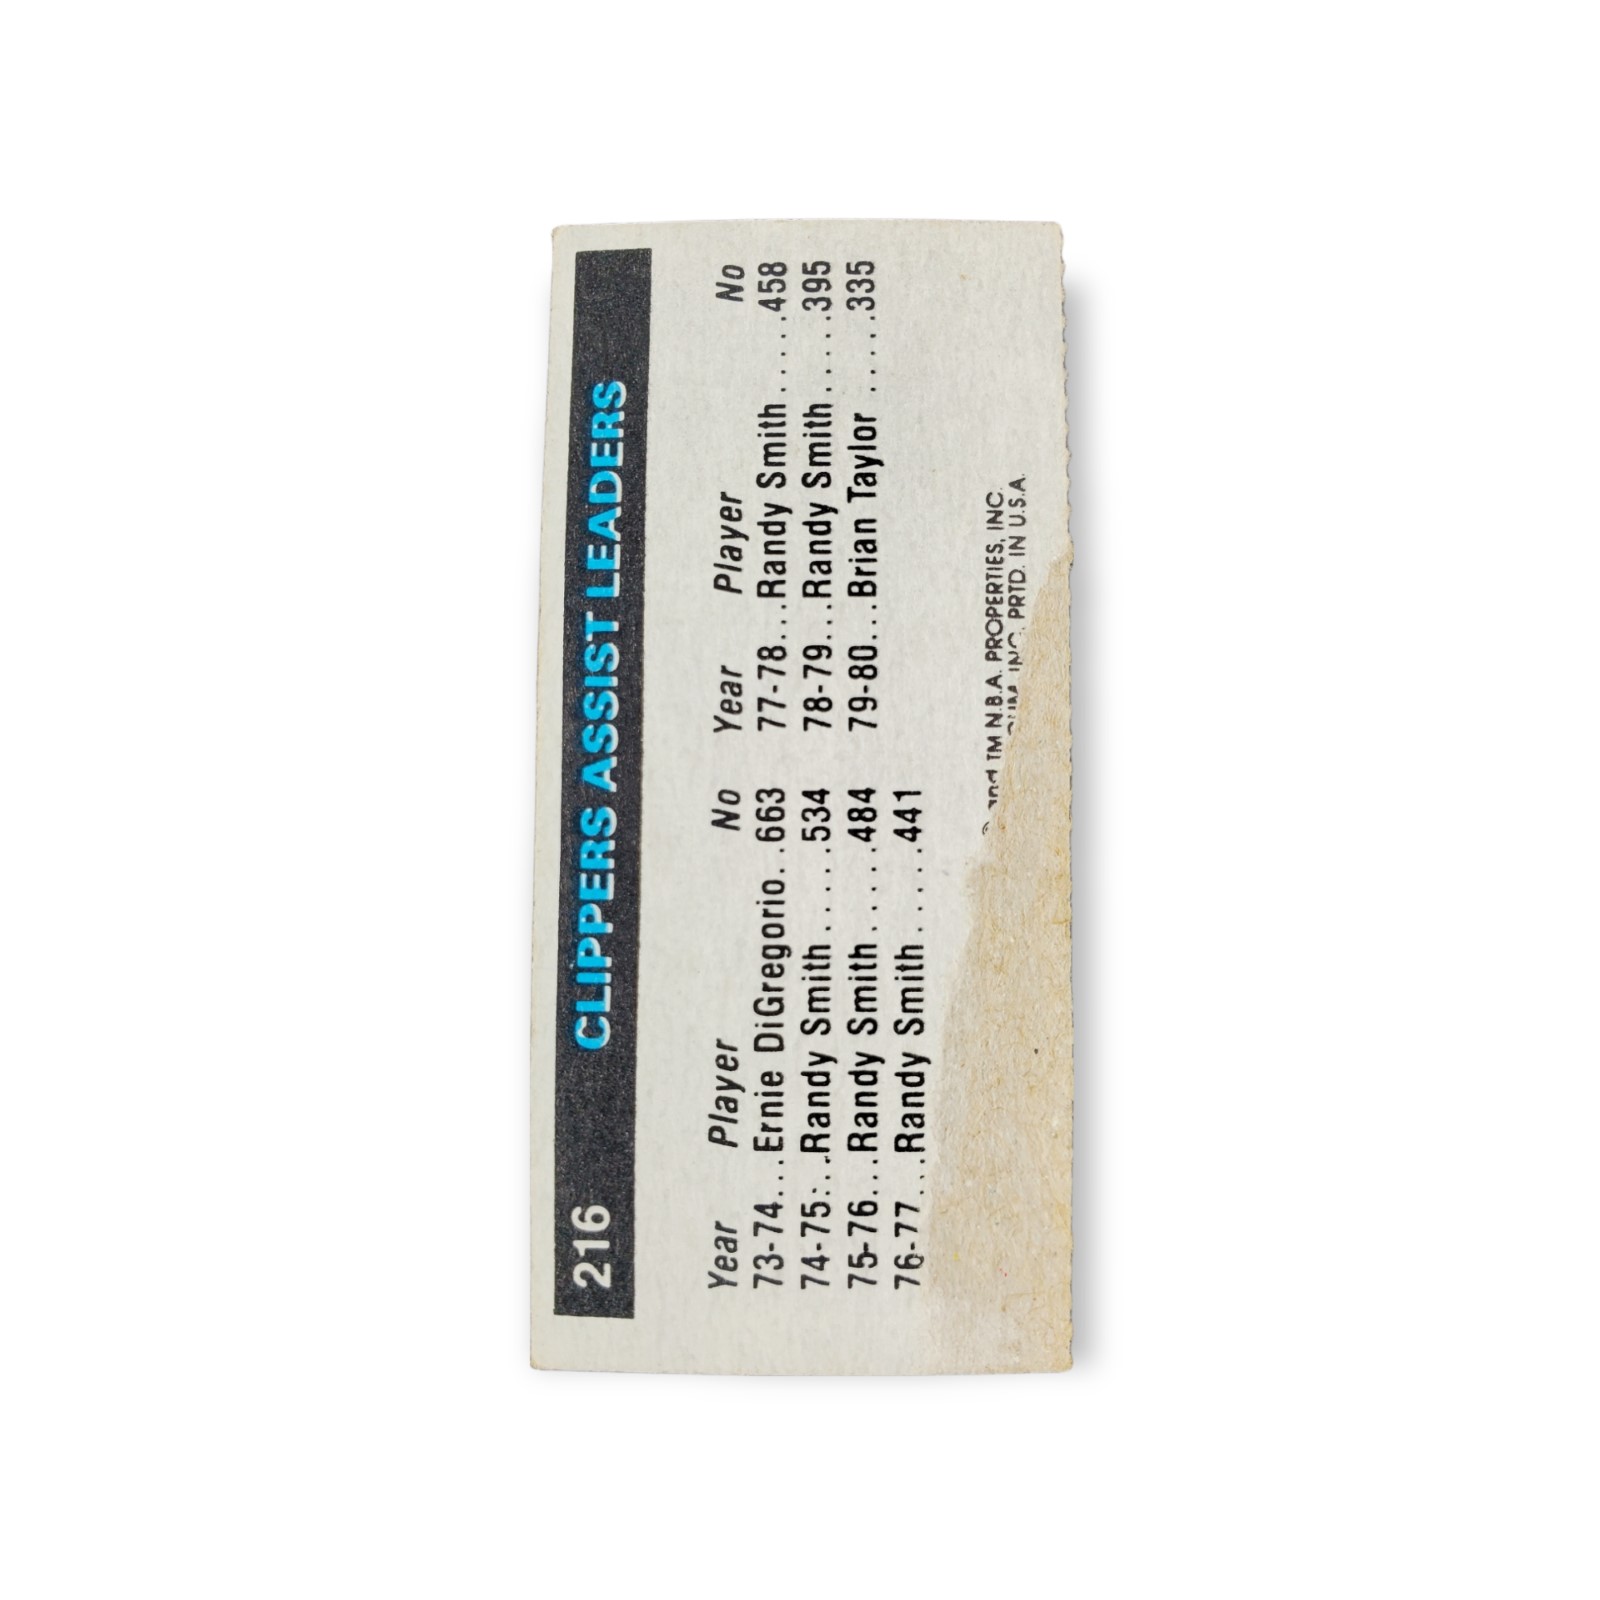 216 CLIPPERS ASSIST LEADERS
Year Player No Year Player No
73-74...Ernie DiGregorio..663 77-78...Randy Smith.....458
74-75...Randy Smith.....534 78-79...Randy Smith.....395
75-76...Randy Smith.....484 79-80...Brian Taylor.....335
76-77...Randy Smith.....441
© and TM N.B.A. PROPERTIES, INC.
INC. PRTD. IN U.S.A.